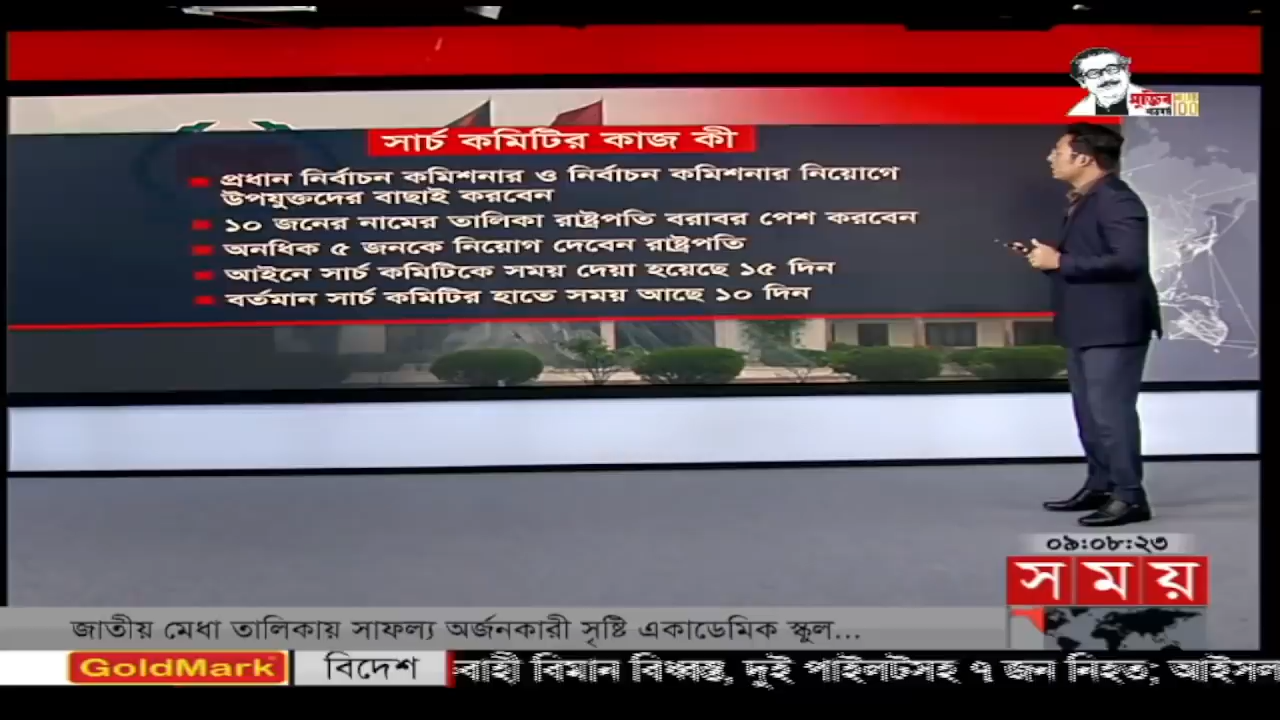 মুজিব
100
সার্চ কমিটির কাজ কী
প্রধান নির্বাচন কমিশনার ও নির্বাচন কমিশনার নিয়োগে
উপযুক্তদের বাছাই করবেন
১০ জনের নামের তালিকা রাষ্ট্রপতি বরাবর পেশ করবেন
অনধিক ৫ জনকে নিয়োগ দেবেন রাষ্ট্রপতি
আইনে সার্চ কমিটিকে সময় দেয়া হয়েছে ১৫ দিন
বর্তমান সার্চ কমিটির হাতে সময় আছে ১০ দিন
০৯:০৮:২৩
সময়
জাতীয় মেধা তালিকায় সাফল্য অর্জনকারী সৃষ্টি একাডেমিক স্কুল...
GoldMark বিদেশ বিমান বিধ্বস্ত, দুই পাইলটসহ ৭ জন নিহত;